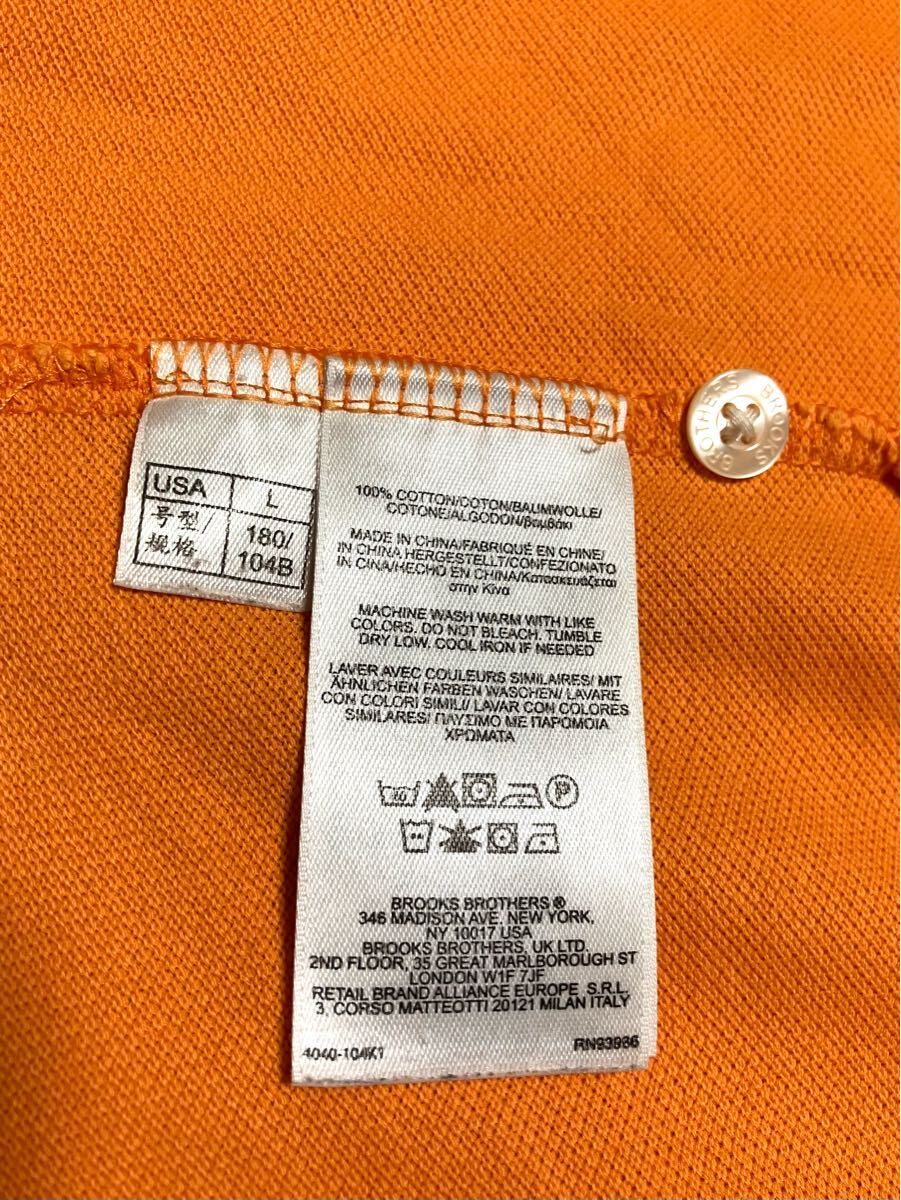 USA L
号型/ 180/
规格 104B
100% COTTON/COTON/BAUMWOLLE/
COTONE/ALGODON/βαμβάκι
MADE IN CHINA/FABRIQUÉ EN CHINE/
IN CHINA HERGESTELLT/CONFEZIONATO
IN CINA/HECHO EN CHINA/Κατασκευάζεται
στην Κίνα
MACHINE WASH WARM WITH LIKE
COLORS. DO NOT BLEACH. TUMBLE
DRY LOW. COOL IRON IF NEEDED
LAVER AVEC COULEURS SIMILAIRES/ MIT
ÄHNLICHEN FARBEN WASCHEN/ LAVARE
CON COLORI SIMILI/ LAVAR CON COLORES
SIMILARES/ ΠΛΥΣΙΜΟ ΜΕ ΠΑΡΟΜΟΙΑ
ΧΡΩΜΑΤΑ
40 P
BROOKS BROTHERS ®
346 MADISON AVE. NEW YORK,
NY 10017 USA
BROOKS BROTHERS, UK LTD.
2ND FLOOR, 35 GREAT MARLBOROUGH ST
LONDON W1F 7JF
RETAIL BRAND ALLIANCE EUROPE S.R.L.
3, CORSO MATTEOTTI 20121 MILAN ITALY
4040-104K1 RN93986
BROOKS BROTHERS